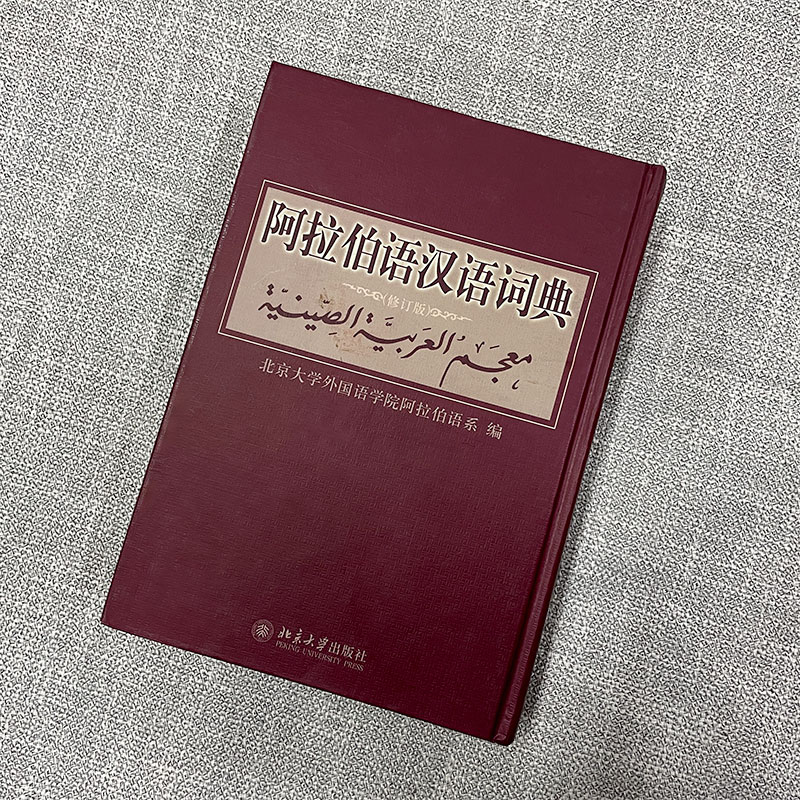 阿拉伯语汉语词典
(修订版)
معجم العربية الصينية
北京大学外国语学院阿拉伯语系 编
北京大学出版社
PEKING UNIVERSITY PRESS